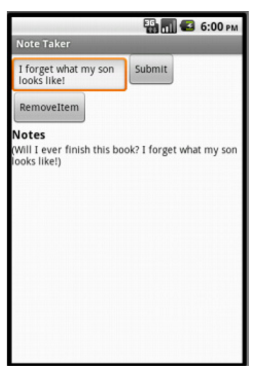 3G 6:00 PM
Note Taker
I forget what my son
looks like!
Submit
RemoveItem
Notes
(Will I ever finish this book? I forget what my son
looks like!)